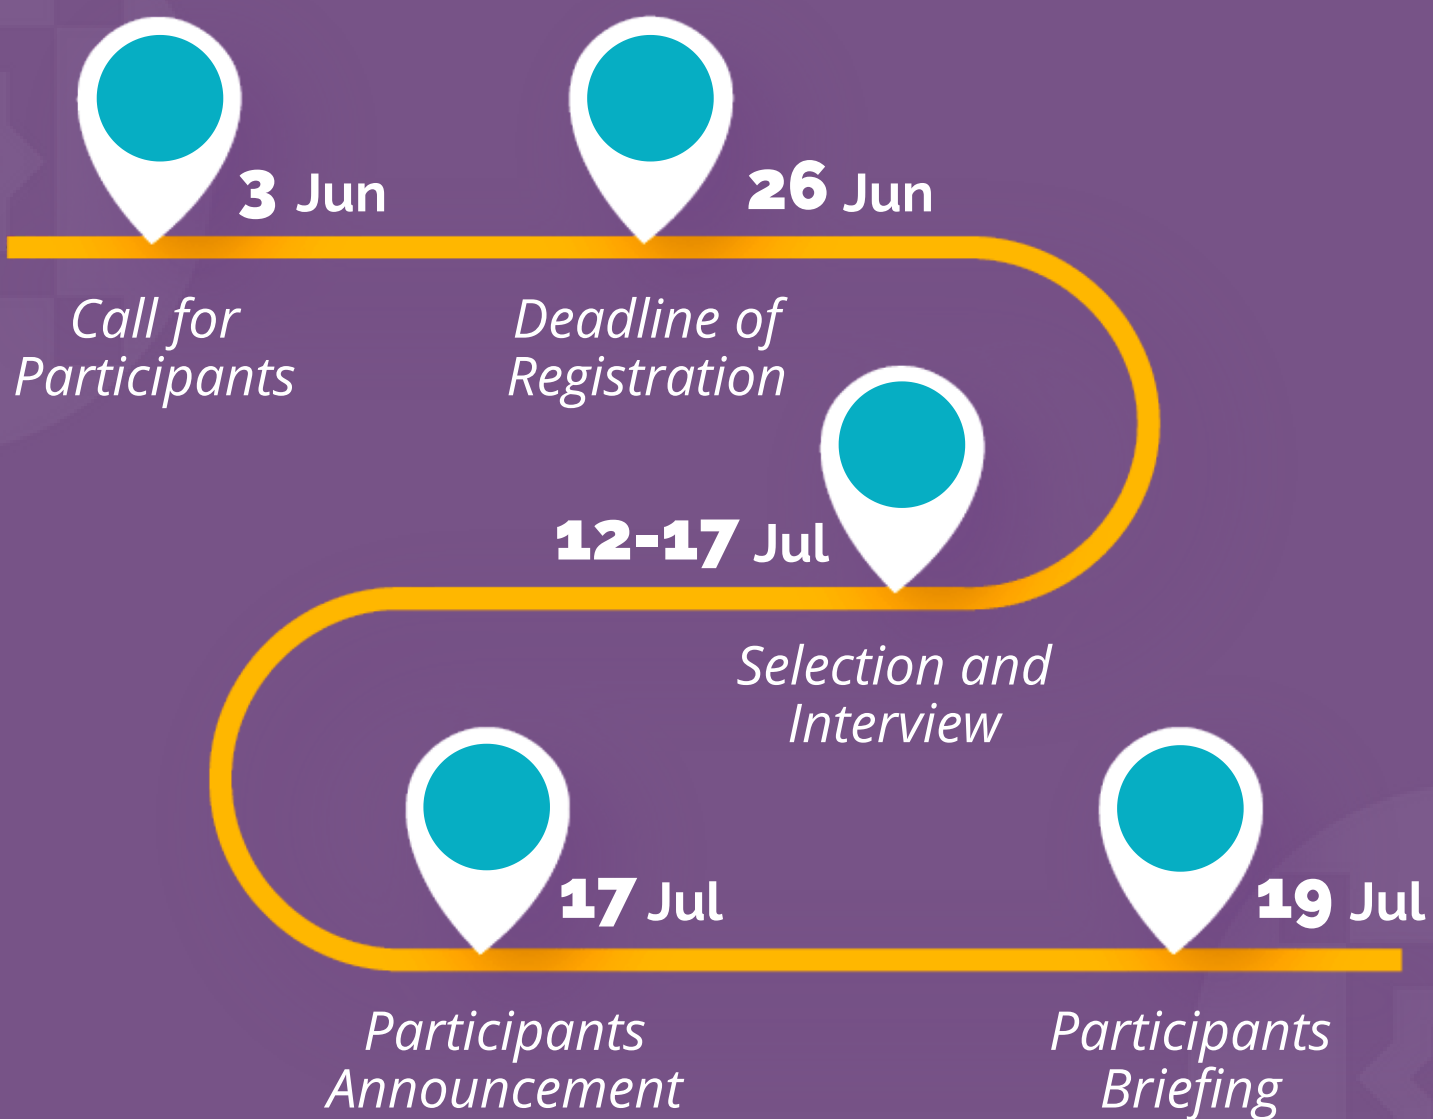 3 Jun
Call for
Participants
26 Jun
Deadline of
Registration
12-17 Jul
Selection and
Interview
17 Jul
Participants
Announcement
19 Jul
Participants
Briefing